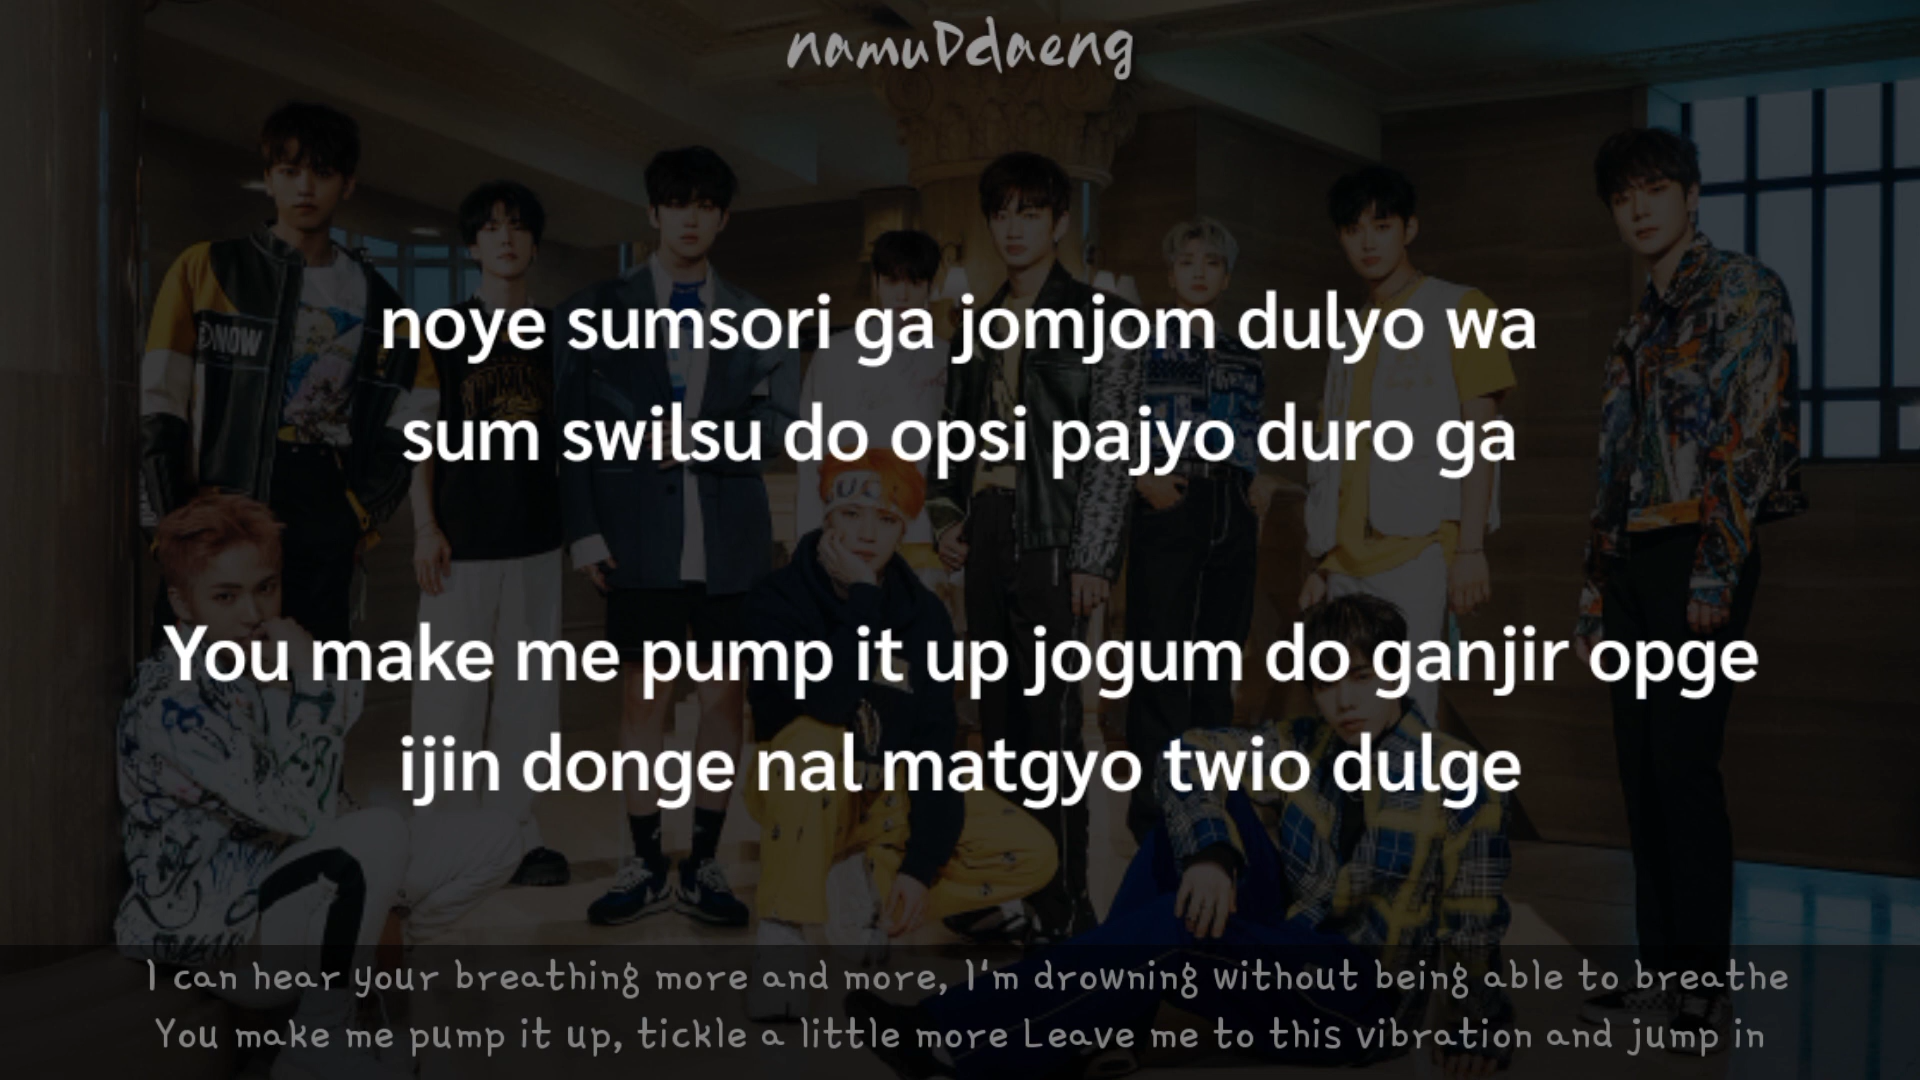 namuDdaeng
noye sumsori ga jomjom dulyo wa
sum swilsu do opsi pajyo duro ga
You make me pump it up jogum do ganjir opge
ijin donge nal matgyo twio dulge
I can hear your breathing more and more, I'm drowning without being able to breathe
You make me pump it up, tickle a little more Leave me to this vibration and jump in